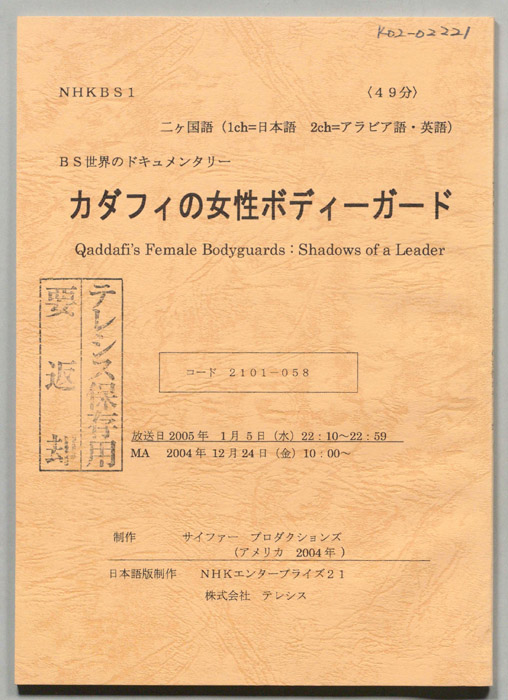 K02-02221
NHKBS1 〈49分〉
二ヶ国語（1ch=日本語 2ch=アラビア語・英語）
BS世界のドキュメンタリー
カダフィの女性ボディーガード
Qaddafi's Female Bodyguards：Shadows of a Leader
テレシス保存用
要返却
コード 2101－058
放送日 2005年 1月5日（水）22：10～22：59
MA 2004年 12月24日（金）10：00～
制作 サイファー プロダクションズ
（アメリカ 2004年）
日本語版制作 NHKエンタープライズ21
株式会社 テレシス